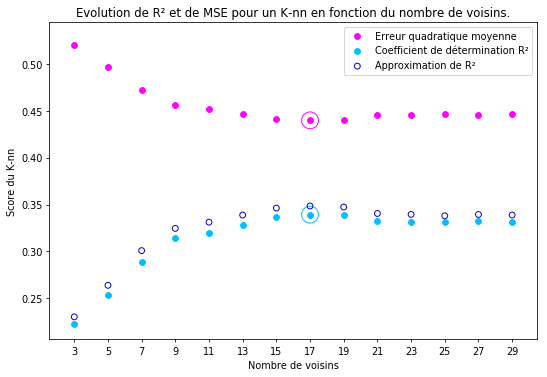 Evolution de R² et de MSE pour un K-nn en fonction du nombre de voisins.
Erreur quadratique moyenne
Coefficient de détermination R²
Approximation de R²
Score du K-nn
0.50
0.45
0.40
0.35
0.30
0.25
3 5 7 9 11 13 15 17 19 21 23 25 27 29
Nombre de voisins